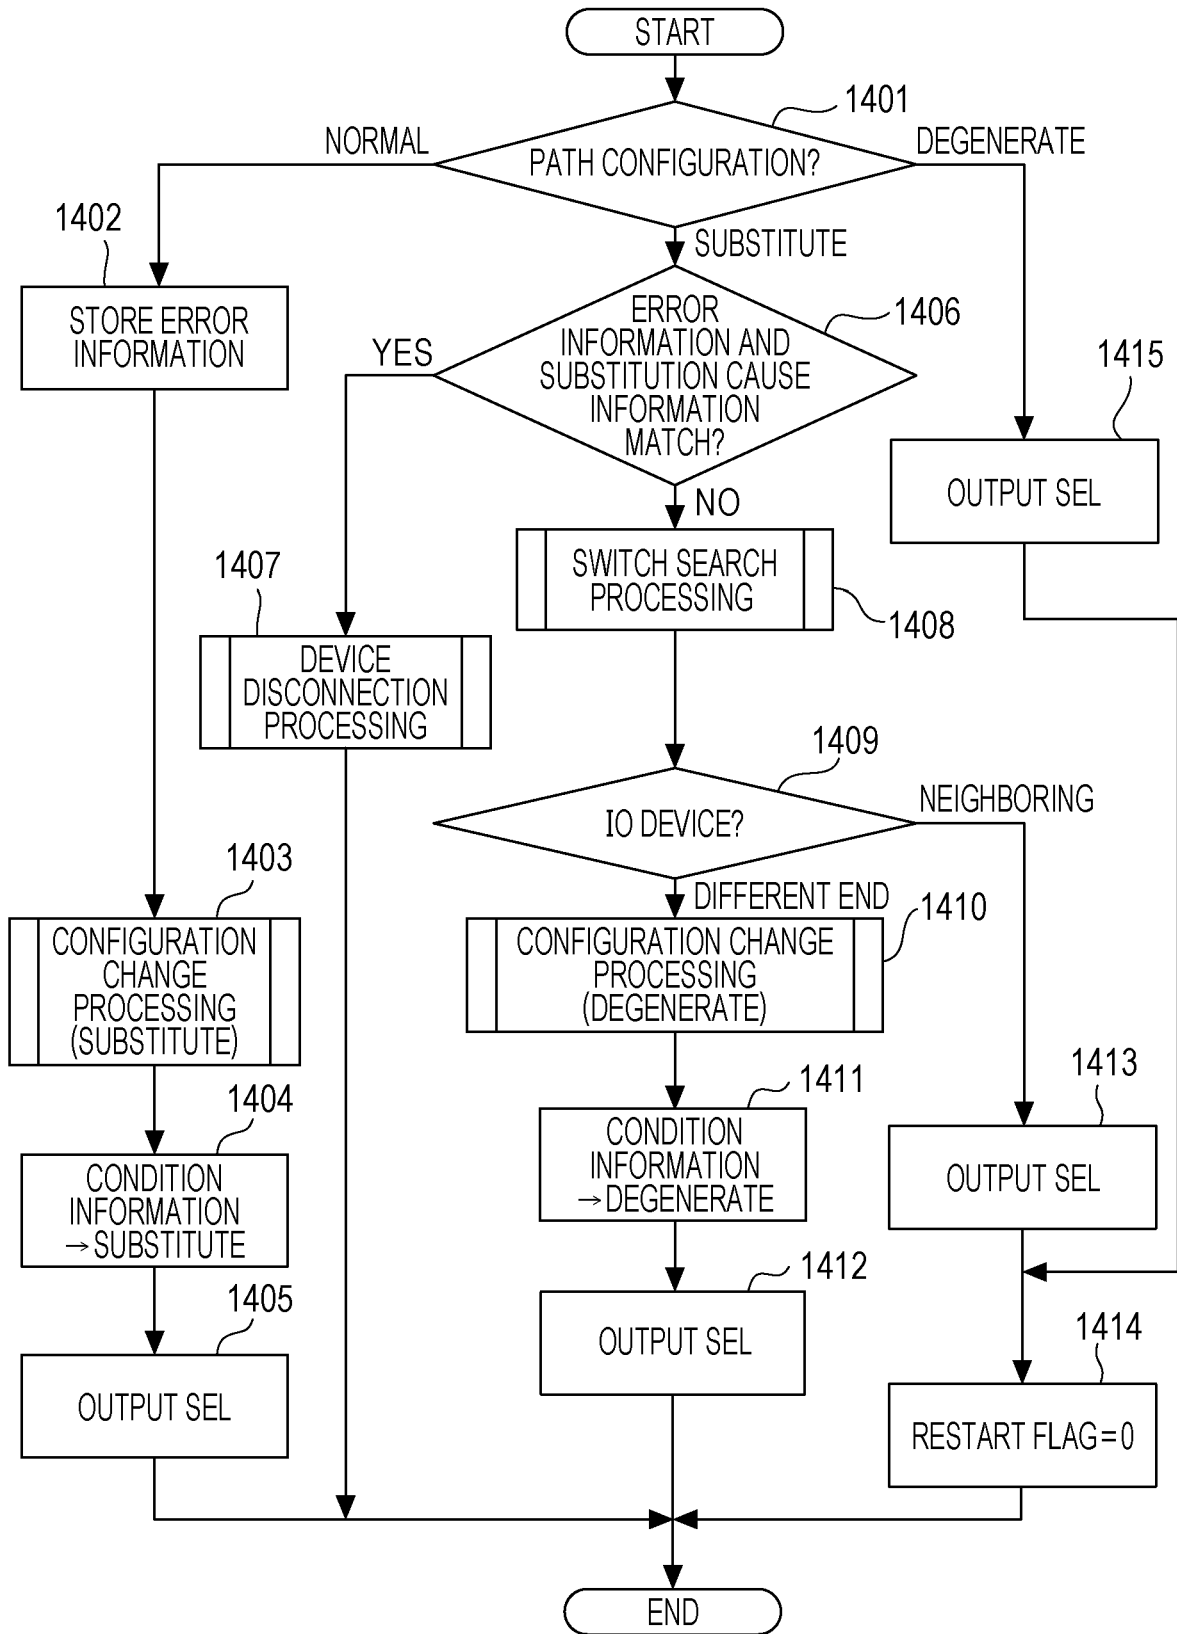 START
1401
NORMAL
PATH CONFIGURATION?
DEGENERATE
1402
SUBSTITUTE
STORE ERROR
INFORMATION
ERROR
INFORMATION AND
SUBSTITUTION CAUSE
INFORMATION
MATCH?
1406
YES
1415
OUTPUT SEL
NO
1407
SWITCH SEARCH
PROCESSING
1408
DEVICE
DISCONNECTION
PROCESSING
1409
IO DEVICE?
NEIGHBORING
1403
DIFFERENT END
1410
CONFIGURATION
CHANGE
PROCESSING
(SUBSTITUTE)
CONFIGURATION CHANGE
PROCESSING
(DEGENERATE)
1404
1411
1413
CONDITION
INFORMATION
→SUBSTITUTE
CONDITION
INFORMATION
→DEGENERATE
OUTPUT SEL
1405
1412
OUTPUT SEL
OUTPUT SEL
1414
RESTART FLAG=0
END